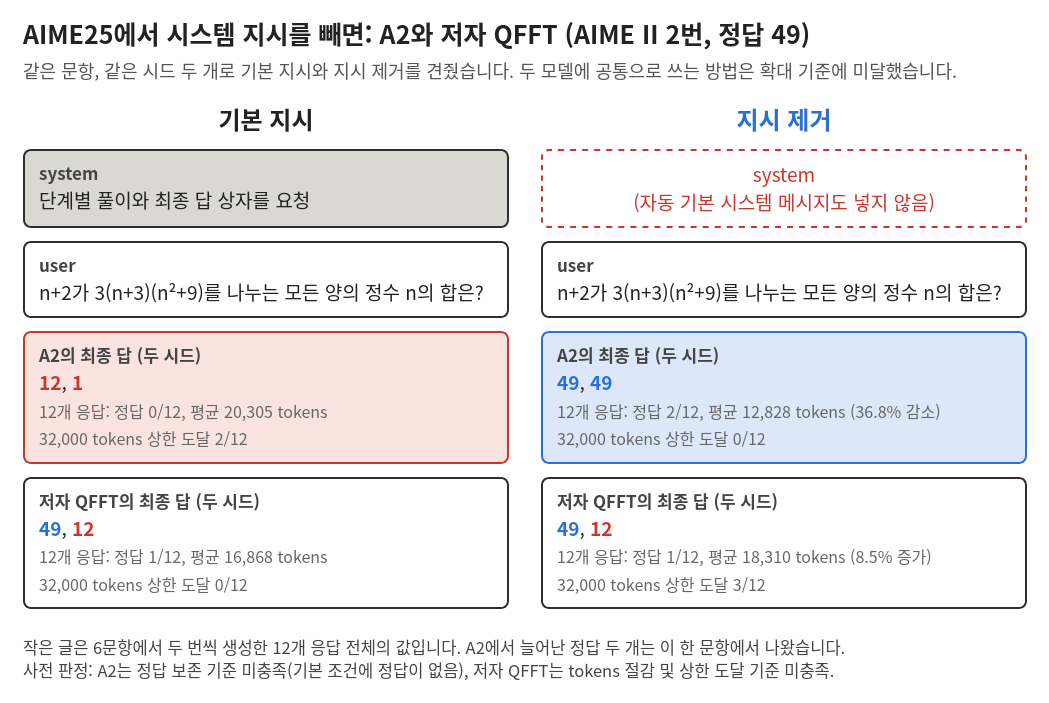 AIME25에서 시스템 지시를 빼면: A2와 저자 QFFT (AIME II 2번, 정답 49)
같은 문항, 같은 시드 두 개로 기본 지시와 지시 제거를 견줬습니다. 두 모델에 공통으로 쓰는 방법은 확대 기준에 미달했습니다.
기본 지시
system
단계별 풀이와 최종 답 상자를 요청
user
n+2가 3(n+3)(n²+9)를 나누는 모든 양의 정수 n의 합은?
A2의 최종 답 (두 시드)
12, 1
12개 응답: 정답 0/12, 평균 20,305 tokens
32,000 tokens 상한 도달 2/12
저자 QFFT의 최종 답 (두 시드)
49, 12
12개 응답: 정답 1/12, 평균 16,868 tokens
32,000 tokens 상한 도달 0/12
지시 제거
system
(자동 기본 시스템 메시지도 넣지 않음)
user
n+2가 3(n+3)(n²+9)를 나누는 모든 양의 정수 n의 합은?
A2의 최종 답 (두 시드)
49, 49
12개 응답: 정답 2/12, 평균 12,828 tokens (36.8% 감소)
32,000 tokens 상한 도달 0/12
저자 QFFT의 최종 답 (두 시드)
49, 12
12개 응답: 정답 1/12, 평균 18,310 tokens (8.5% 증가)
32,000 tokens 상한 도달 3/12
작은 글은 6문항에서 두 번씩 생성한 12개 응답 전체의 값입니다. A2에서 늘어난 정답 두 개는 이 한 문항에서 나왔습니다.
사전 판정: A2는 정답 보존 기준 미충족(기본 조건에 정답이 없음), 저자 QFFT는 tokens 절감 및 상한 도달 기준 미충족.